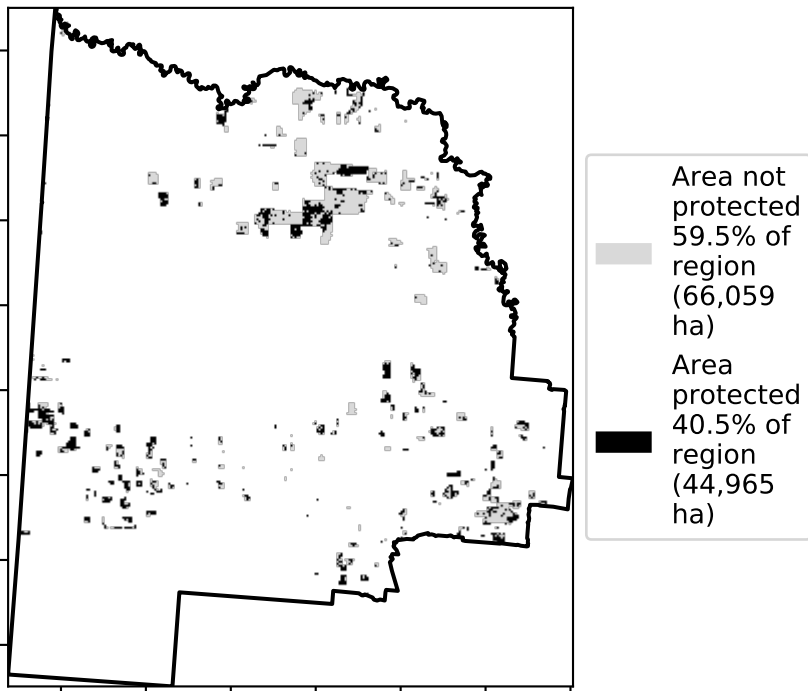 Area not
protected
59.5% of
region
(66,059
ha)
Area
protected
40.5% of
region
(44,965
ha)